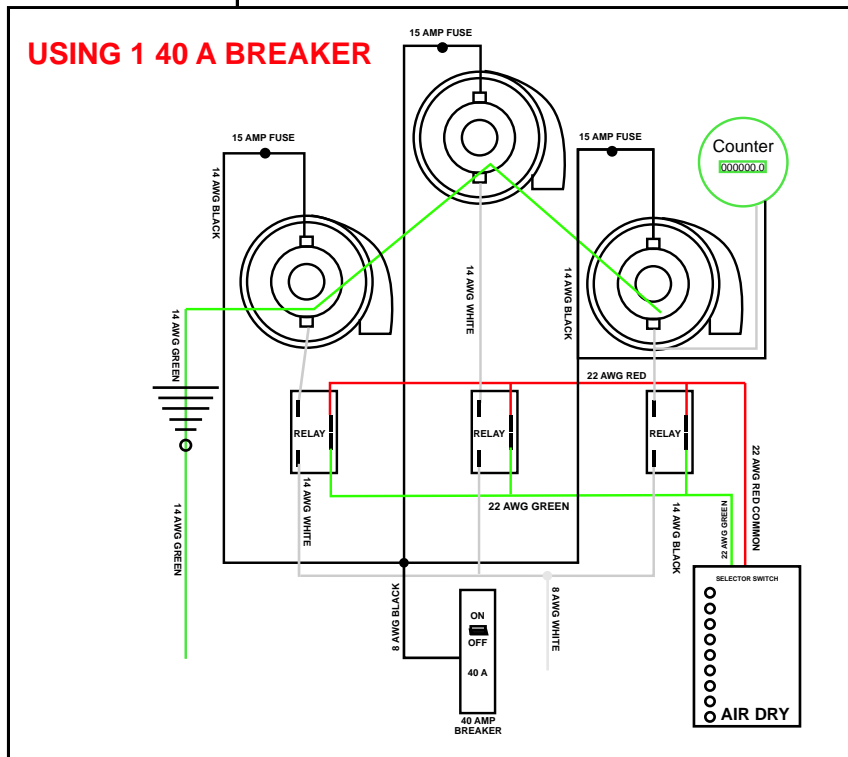 USING 1 40 A BREAKER
15 AMP FUSE
15 AMP FUSE
15 AMP FUSE
Counter
000000.0
14 AWG BLACK
14 AWG WHITE
14 AWG BLACK
14 AWG GREEN
22 AWG RED
RELAY
RELAY
RELAY
14 AWG WHITE
22 AWG GREEN
14 AWG BLACK
22 AWG GREEN
22 AWG RED COMMON
14 AWG GREEN
8 AWG BLACK
8 AWG WHITE
ON
OFF
40 A
40 AMP
BREAKER
SELECTOR SWITCH
AIR DRY